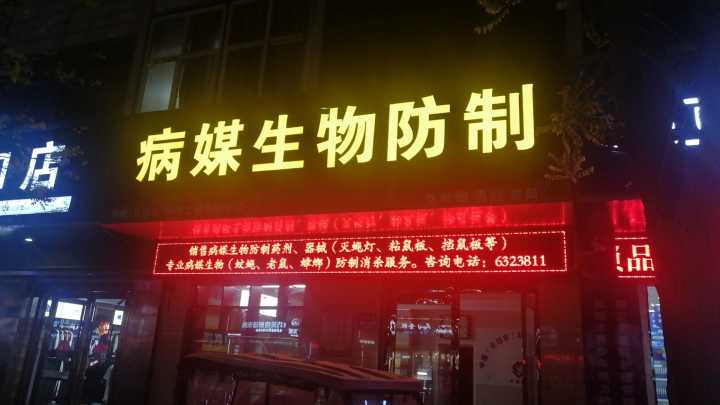 病媒生物防制
店
销售病媒生物防制药剂、器械（灭蝇灯、粘鼠板、挡鼠板等）
专业病媒生物（蚊蝇、老鼠、蟑螂）防制消杀服务。咨询电话：6323811
品